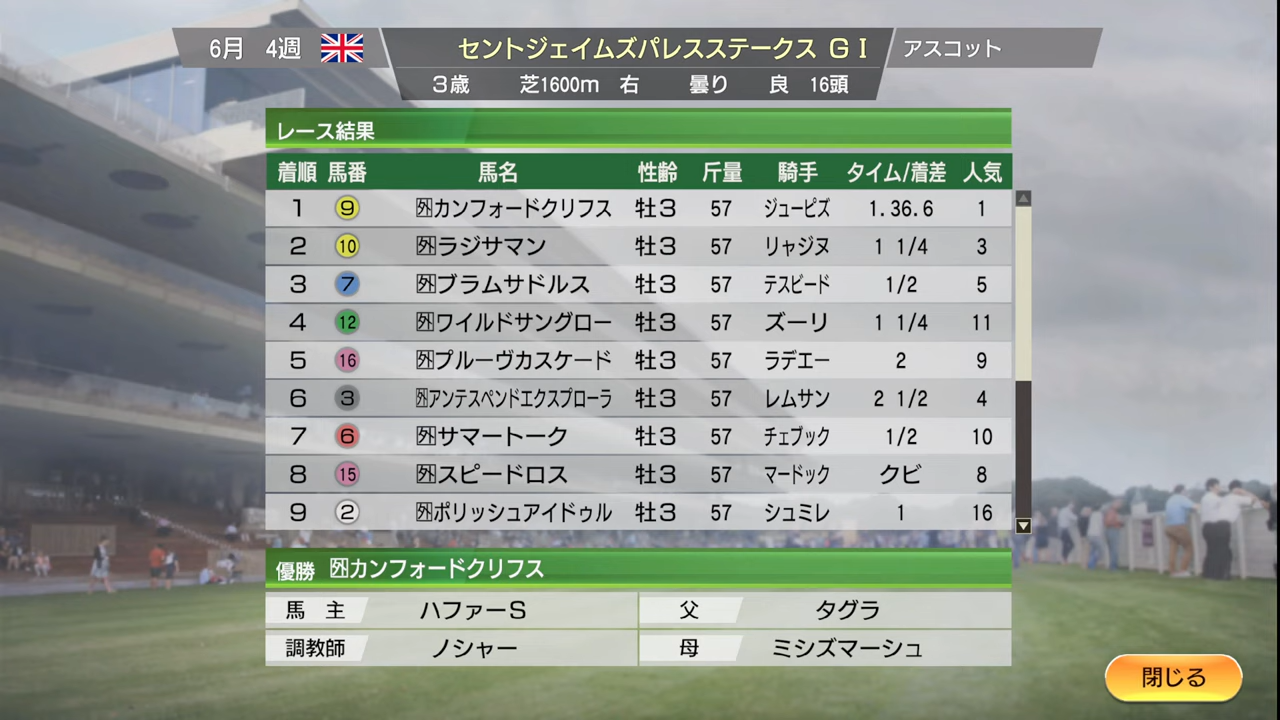 6月 4週 セントジェイムズパレスステークス GⅠ アスコット
3歳 芝1600m 右 曇り 良 16頭
レース結果
着順 馬番 馬名 性齢 斤量 騎手 タイム/着差 人気
1 9 外カンフォードクリフス 牡3 57 ジュービズ 1.36.6 1
2 10 外ラジサマン 牡3 57 リャジヌ 1 1/4 3
3 7 外ブラムサドルス 牡3 57 テスビード 1/2 5
4 12 外ワイルドサングロー 牡3 57 ズーリ 1 1/4 11
5 16 外プルーヴカスケード 牡3 57 ラデエー 2 9
6 3 外アンテスペンドエクスプローラ 牡3 57 レムサン 2 1/2 4
7 6 外サマートーク 牡3 57 チェブック 1/2 10
8 15 外スピードロス 牡3 57 マードック クビ 8
9 2 外ポリッシュアイドゥル 牡3 57 シュミレ 1 16
優勝 外カンフォードクリフス
馬主 ハファーS 父 タグラ
調教師 ノシャー 母 ミシズマーシュ
閉じる